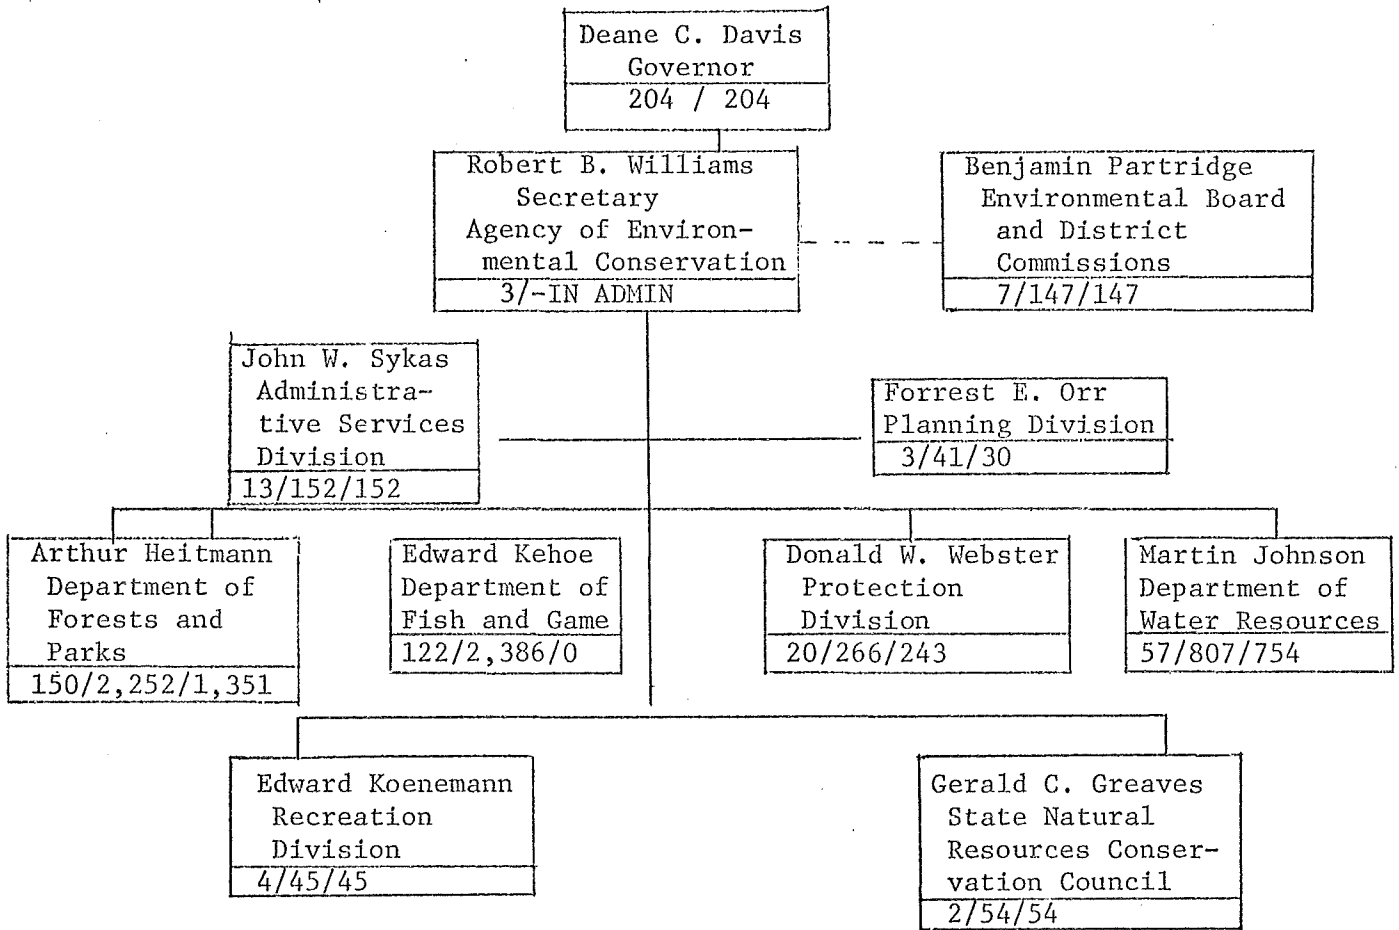 Deane C. Davis
Governor
204 / 204
Robert B. Williams
Secretary
Agency of Environ-
mental Conservation
3/-IN ADMIN
Benjamin Partridge
Environmental Board
and District
Commissions
7/147/147
John W. Sykas
Administra-
tive Services
Division
13/152/152
Forrest E. Orr
Planning Division
3/41/30
Arthur Heitmann
Department of
Forests and
Parks
150/2,252/1,351
Edward Kehoe
Department of
Fish and Game
122/2,386/0
Donald W. Webster
Protection
Division
20/266/243
Martin Johnson
Department of
Water Resources
57/807/754
Edward Koenemann
Recreation
Division
4/45/45
Gerald C. Greaves
State Natural
Resources Conser-
vation Council
2/54/54